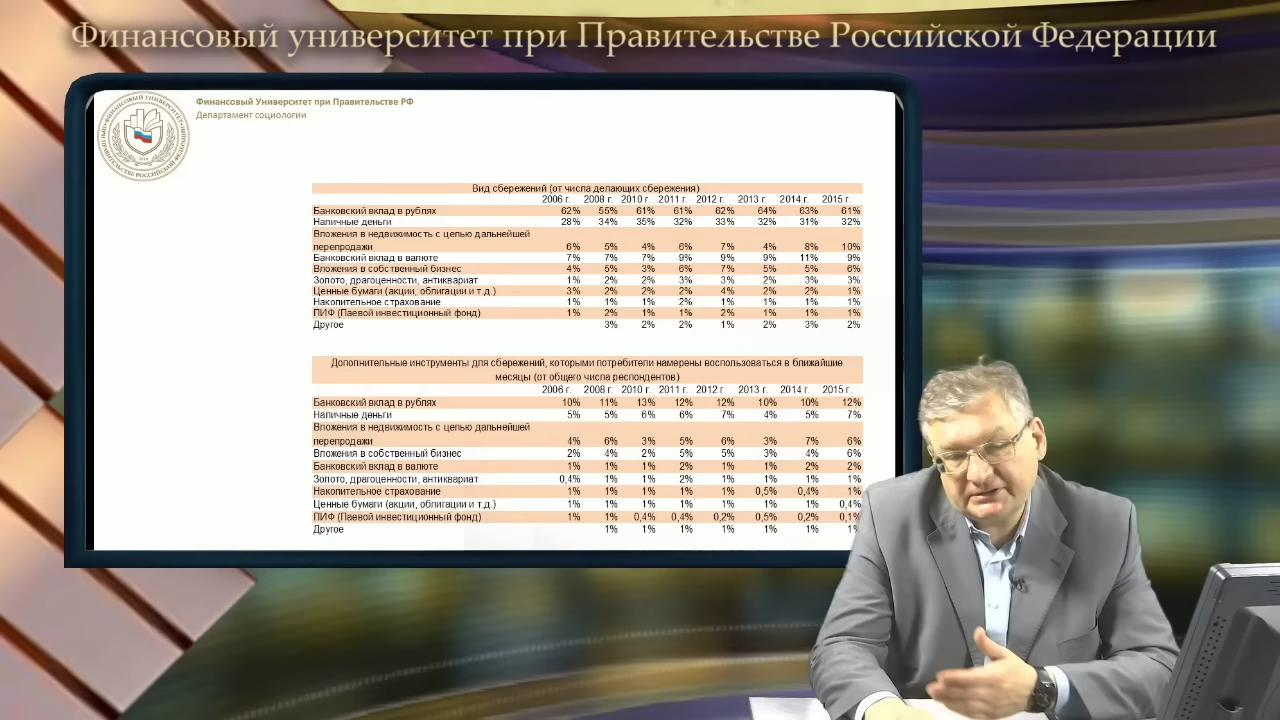 Финансовый университет при Правительстве Российской Федерации
Финансовый Университет при Правительстве РФ
Департамент социологии
Вид сбережений (от числа делающих сбережения)
2006 г. 2008 г. 2010 г. 2011 г. 2012 г. 2013 г. 2014 г. 2015 г.
Банковский вклад в рублях 62% 55% 61% 61% 62% 64% 63% 61%
Наличные деньги 28% 34% 35% 32% 33% 32% 31% 32%
Вложения в недвижимость с целью дальнейшей
перепродажи 6% 5% 4% 6% 7% 4% 8% 10%
Банковский вклад в валюте 7% 7% 7% 9% 9% 9% 11% 9%
Вложения в собственный бизнес 4% 5% 3% 6% 7% 5% 5% 6%
Золото, драгоценности, антиквариат 1% 2% 2% 3% 3% 2% 3% 3%
Ценные бумаги (акции, облигации и т.д.) 3% 2% 2% 2% 4% 2% 2% 1%
Накопительное страхование 1% 1% 1% 2% 1% 1% 1% 1%
ПИФ (Паевой инвестиционный фонд) 1% 2% 1% 1% 2% 1% 1% 1%
Другое 3% 2% 2% 1% 2% 3% 2%
Дополнительные инструменты для сбережений, которыми потребители намерены воспользоваться в ближайшие
месяцы (от общего числа респондентов)
2006 г. 2008 г. 2010 г. 2011 г. 2012 г. 2013 г. 2014 г. 2015 г.
Банковский вклад в рублях 10% 11% 13% 12% 12% 10% 10% 12%
Наличные деньги 5% 5% 6% 6% 7% 4% 5% 7%
Вложения в недвижимость с целью дальнейшей
перепродажи 4% 6% 3% 5% 6% 3% 7% 6%
Вложения в собственный бизнес 2% 4% 2% 5% 5% 3% 4% 6%
Банковский вклад в валюте 1% 1% 1% 2% 1% 1% 2% 2%
Золото, драгоценности, антиквариат 0,4% 1% 1% 2% 1% 1% 1% 1%
Накопительное страхование 1% 1% 1% 1% 1% 0,5% 0,4% 1%
Ценные бумаги (акции, облигации и т.д.) 1% 1% 1% 1% 1% 1% 1% 0,4%
ПИФ (Паевой инвестиционный фонд) 1% 1% 0,4% 0,4% 0,2% 0,5% 0,2% 0,1%
Другое 1% 1% 1% 1% 1% 1% 1%